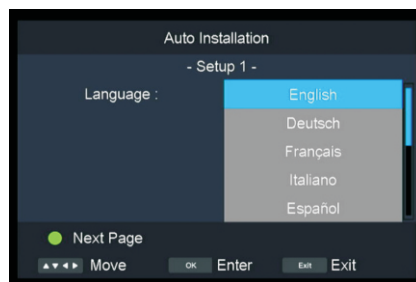 Auto Installation
- Setup 1 -
Language : English
Deutsch
Français
Italiano
Español
Next Page
▲▼◄► Move OK Enter Exit Exit